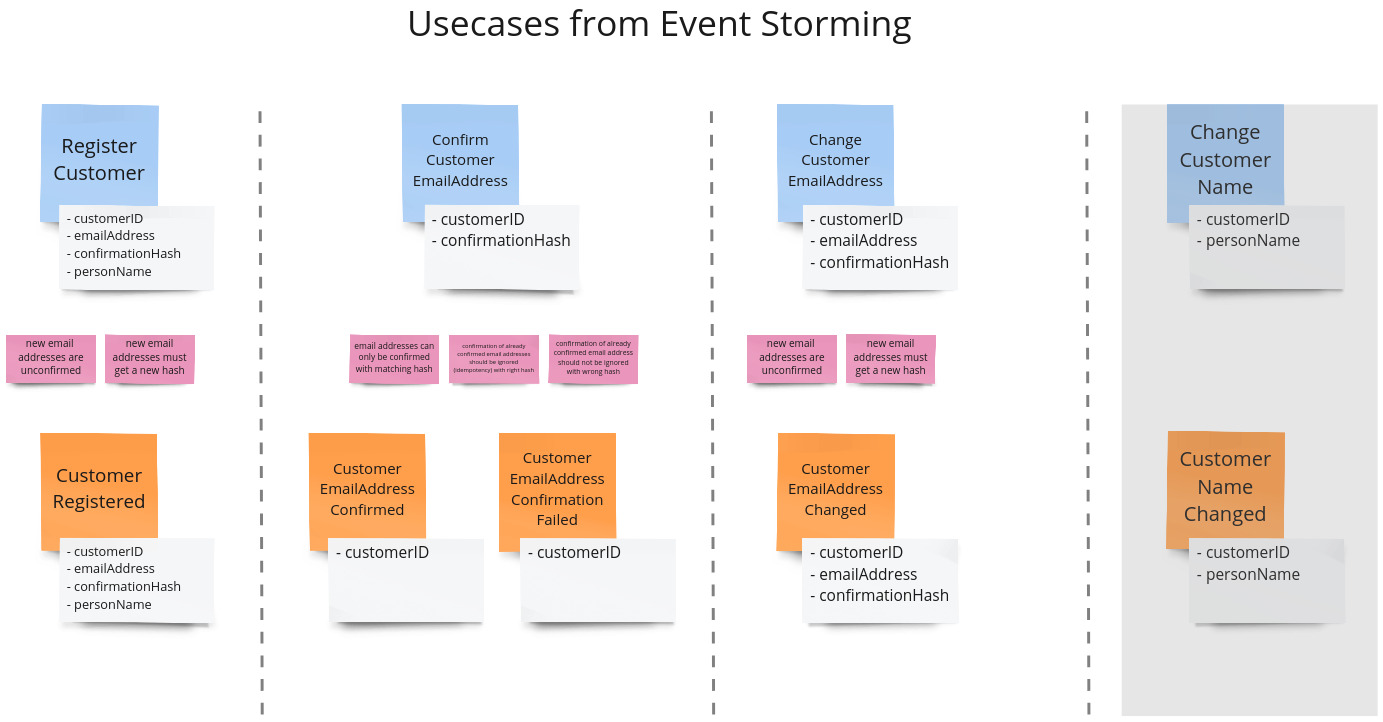 Usecases from Event Storming
Register
Customer
- customerID
- emailAddress
- confirmationHash
- personName
Confirm
Customer
EmailAddress
- customerID
- confirmationHash
Change
Customer
EmailAddress
- customerID
- emailAddress
- confirmationHash
Change
Customer
Name
- customerID
- personName
new email
addresses are
unconfirmed
new email
addresses must
get a new hash
email addresses can
only be confirmed
with matching hash
confirmation of already
confirmed email addresses
should be ignored
(idempotency) with right hash
confirmation of already
confirmed email address
should not be ignored
with wrong hash
new email
addresses are
unconfirmed
new email
addresses must
get a new hash
Customer
Registered
- customerID
- emailAddress
- confirmationHash
- personName
Customer
EmailAddress
Confirmed
- customerID
Customer
EmailAddress
Confirmation
Failed
- customerID
Customer
EmailAddress
Changed
- customerID
- emailAddress
- confirmationHash
Customer
Name
Changed
- customerID
- personName